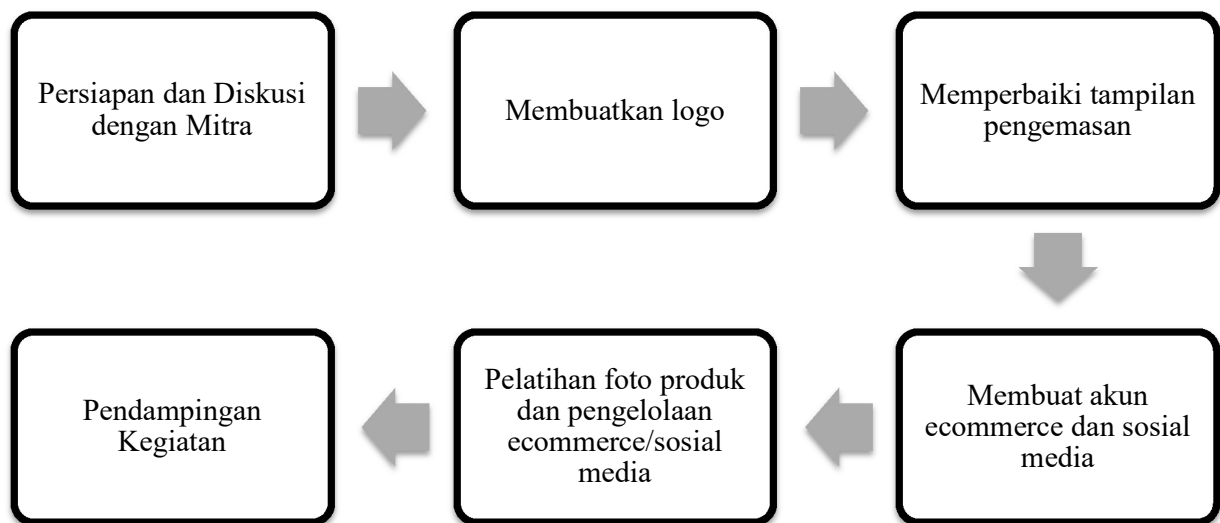 Persiapan dan Diskusi
dengan Mitra
Membuatkan logo
Memperbaiki tampilan
pengemasan
Membuat akun
ecommerce dan sosial
media
Pelatihan foto produk
dan pengelolaan
ecommerce/sosial
media
Pendampingan
Kegiatan